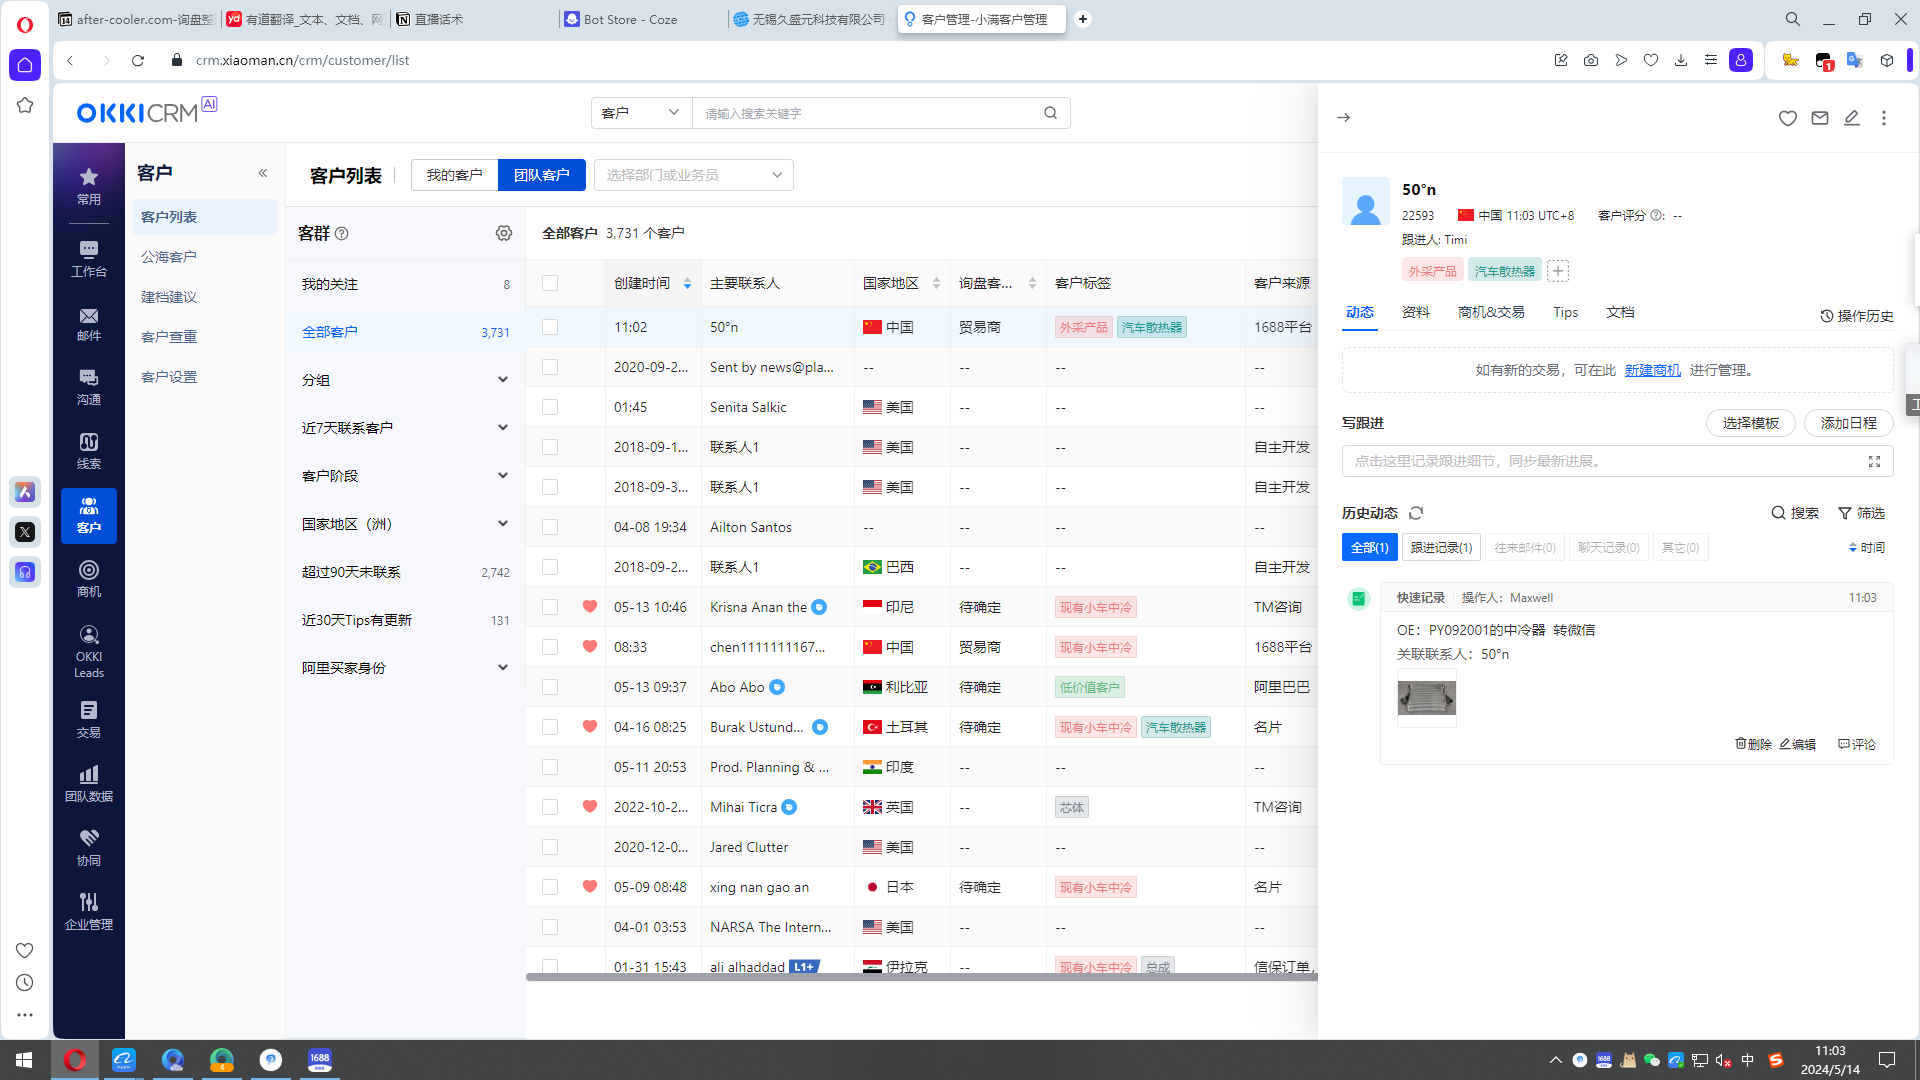 after-cooler.com-询盘整
有道翻译_文本、文档、网
直播话术
Bot Store - Coze
无锡久盛元科技有限公司
客户管理-小满客户管理
crm.xiaoman.cn/crm/customer/list
1
OKKICRM AI
客户
请输入搜索关键字
常用
工作台
邮件
沟通
线索
客户
商机
OKKI
Leads
交易
团队数据
协同
企业管理
客户
客户列表
公海客户
建档建议
客户查重
客户设置
客户列表
我的客户
团队客户
选择部门或业务员
客群
我的关注 8
全部客户 3,731
分组
近7天联系客户
客户阶段
国家地区（洲）
超过90天未联系 2,742
近30天Tips有更新 131
阿里买家身份
全部客户 3,731 个客户
创建时间 主要联系人 国家地区 询盘客... 客户标签 客户来源
11:02 50°n 中国 贸易商 外采产品 汽车散热器 1688平台
2020-09-2... Sent by news@pla... -- -- -- --
01:45 Senita Salkic 美国 -- -- --
2018-09-1... 联系人1 美国 -- -- 自主开发
2018-09-3... 联系人1 美国 -- -- 自主开发
04-08 19:34 Ailton Santos -- -- -- --
2018-09-2... 联系人1 巴西 -- -- 自主开发
05-13 10:46 Krisna Anan the 印尼 待确定 现有小车中冷 TM咨询
08:33 chen1111111167... 中国 贸易商 现有小车中冷 1688平台
05-13 09:37 Abo Abo 利比亚 待确定 低价值客户 阿里巴巴
04-16 08:25 Burak Ustund... 土耳其 待确定 现有小车中冷 汽车散热器 名片
05-11 20:53 Prod. Planning & ... 印度 -- -- --
2022-10-2... Mihai Ticra 英国 -- 芯体 TM咨询
2020-12-0... Jared Clutter 美国 -- -- --
05-09 08:48 xing nan gao an 日本 待确定 现有小车中冷 名片
04-01 03:53 NARSA The Intern... 美国 -- -- --
01-31 15:43 ali alhaddad L1+ 伊拉克 -- 现有小车中冷 总成 信保订单,
50°n
22593 中国 11:03 UTC+8 客户评分 : --
跟进人: Timi
外采产品 汽车散热器
动态 资料 商机&交易 Tips 文档
操作历史
如有新的交易，可在此 新建商机 进行管理。
写跟进
选择模板
添加日程
点击这里记录跟进细节，同步最新进展。
历史动态
搜索
筛选
全部(1) 跟进记录(1) 往来邮件(0) 聊天记录(0) 其它(0)
时间
快速记录 操作人：Maxwell 11:03
OE：PY092001的中冷器 转微信
关联联系人：50°n
删除 编辑 评论
4
1688
1688
中
11:03
2024/5/14